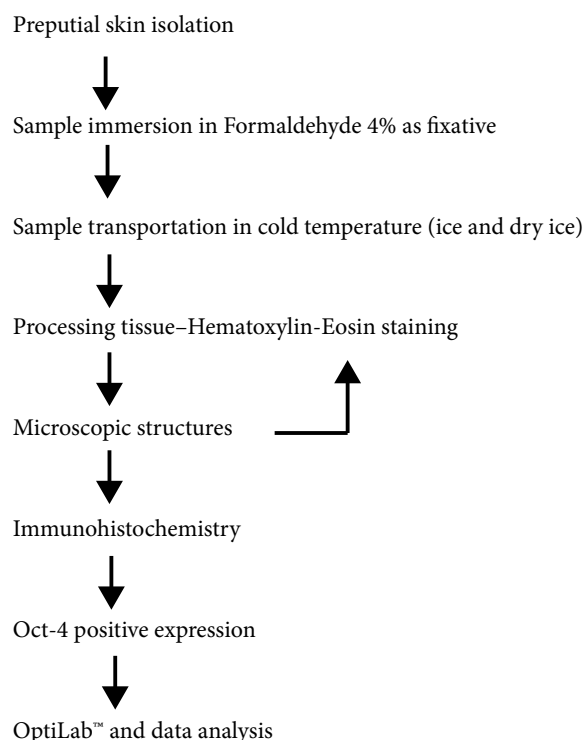 Preputial skin isolation
Sample immersion in Formaldehyde 4% as fixative
Sample transportation in cold temperature (ice and dry ice)
Processing tissue–Hematoxylin-Eosin staining
Microscopic structures
Immunohistochemistry
Oct-4 positive expression
OptiLab™ and data analysis